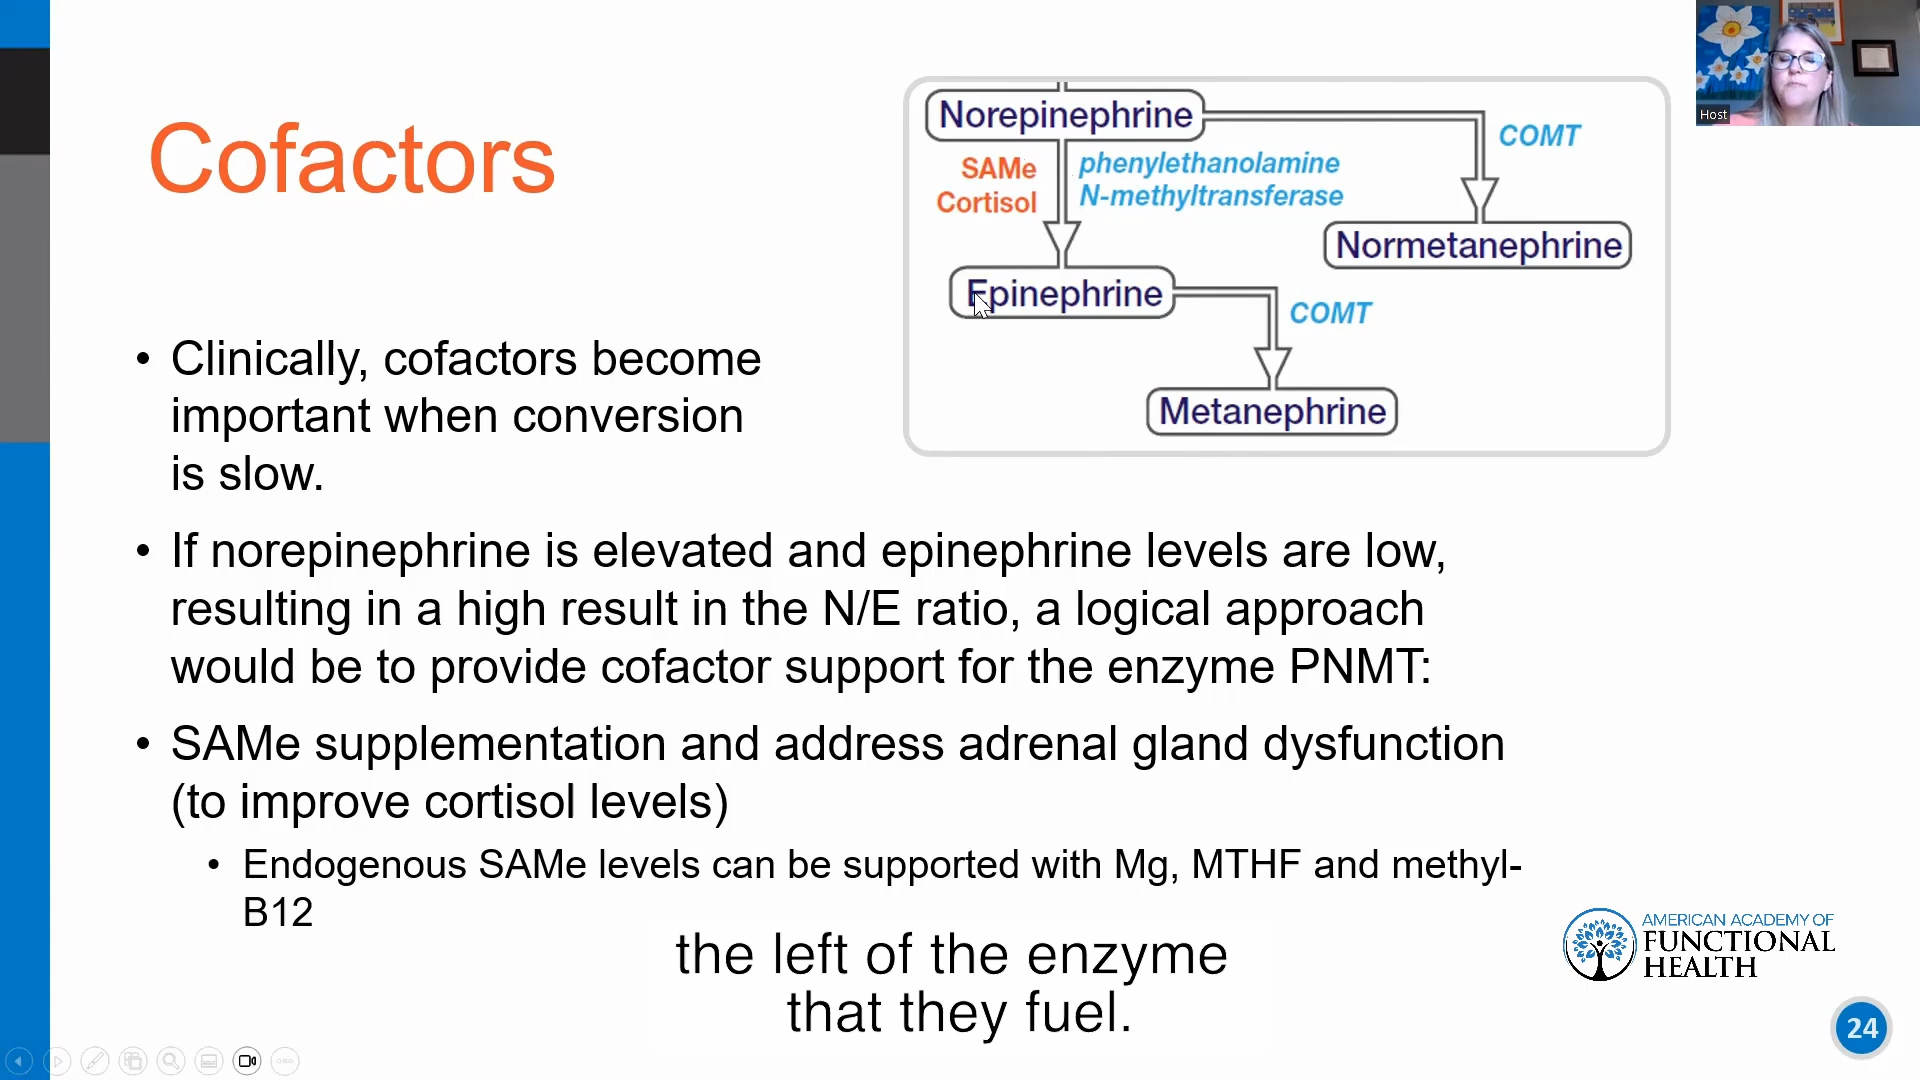 Cofactors
Norepinephrine
COMT
SAMe
Cortisol
phenylethanolamine
N-methyltransferase
Normetanephrine
Epinephrine
COMT
Metanephrine
Host
• Clinically, cofactors become
important when conversion
is slow.
• If norepinephrine is elevated and epinephrine levels are low,
resulting in a high result in the N/E ratio, a logical approach
would be to provide cofactor support for the enzyme PNMT:
• SAMe supplementation and address adrenal gland dysfunction
(to improve cortisol levels)
• Endogenous SAMe levels can be supported with Mg, MTHF and methyl-
B12
the left of the enzyme
that they fuel.
AMERICAN ACADEMY OF
FUNCTIONAL
HEALTH
24